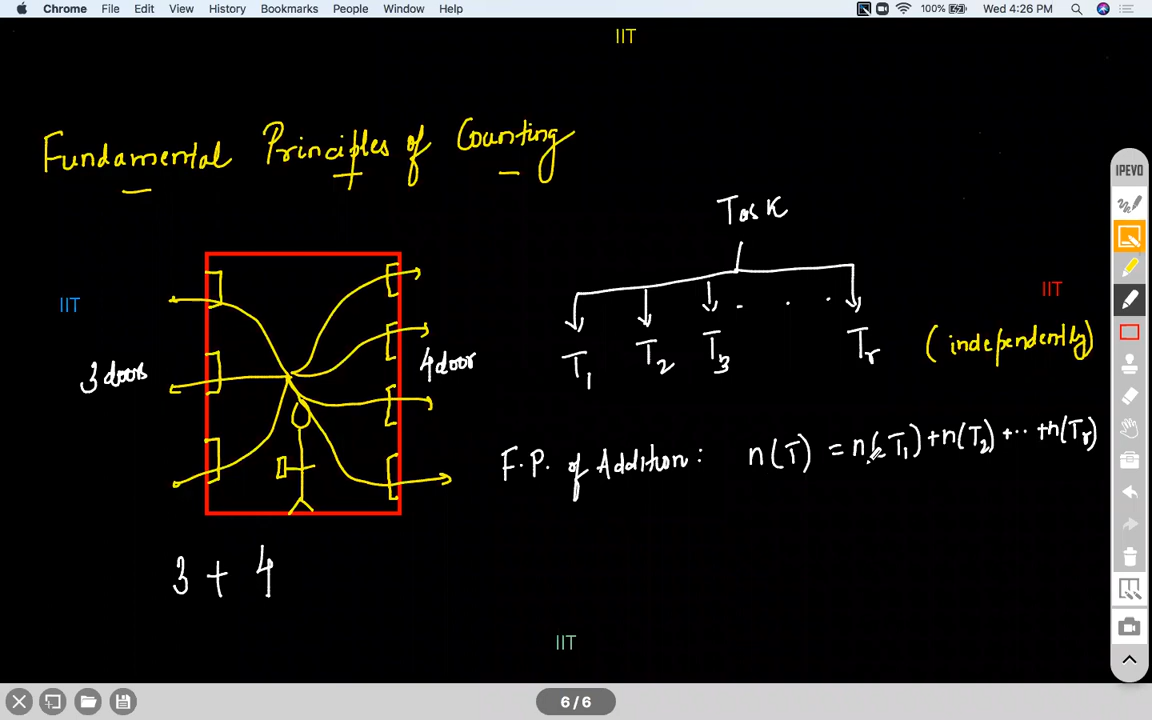 Chrome File Edit View History Bookmarks People Window Help 100% Wed 4:26 PM
IIT
Fundamental Principles of Counting
Task
IPEVO
IIT
IIT
T1 T2 T3 . . . Tr (independently)
3 doors
4 door
F.P. of Addition: n(T) = n(T1) + n(T2) + ·· + n(Tr)
3 + 4
IIT
6 / 6